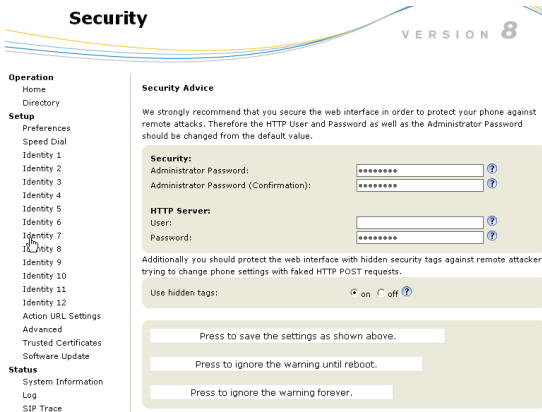 Security
VERSION 8
Operation
Home
Directory
Setup
Preferences
Speed Dial
Identity 1
Identity 2
Identity 3
Identity 4
Identity 5
Identity 6
Identity 7
Identity 8
Identity 9
Identity 10
Identity 11
Identity 12
Action URL Settings
Advanced
Trusted Certificates
Software Update
Status
System Information
Log
SIP Trace
Security Advice
We strongly recommend that you secure the web interface in order to protect your phone against
remote attacks. Therefore the HTTP User and Password as well as the Administrator Password
should be changed from the default value.
Security:
Administrator Password: ●●●●●●●● ?
Administrator Password (Confirmation): ●●●●●●●● ?
HTTP Server:
User: ?
Password: ●●●●●●●● ?
Additionally you should protect the web interface with hidden security tags against remote attacker
trying to change phone settings with faked HTTP POST requests.
Use hidden tags: on off ?
Press to save the settings as shown above.
Press to ignore the warning until reboot.
Press to ignore the warning forever.